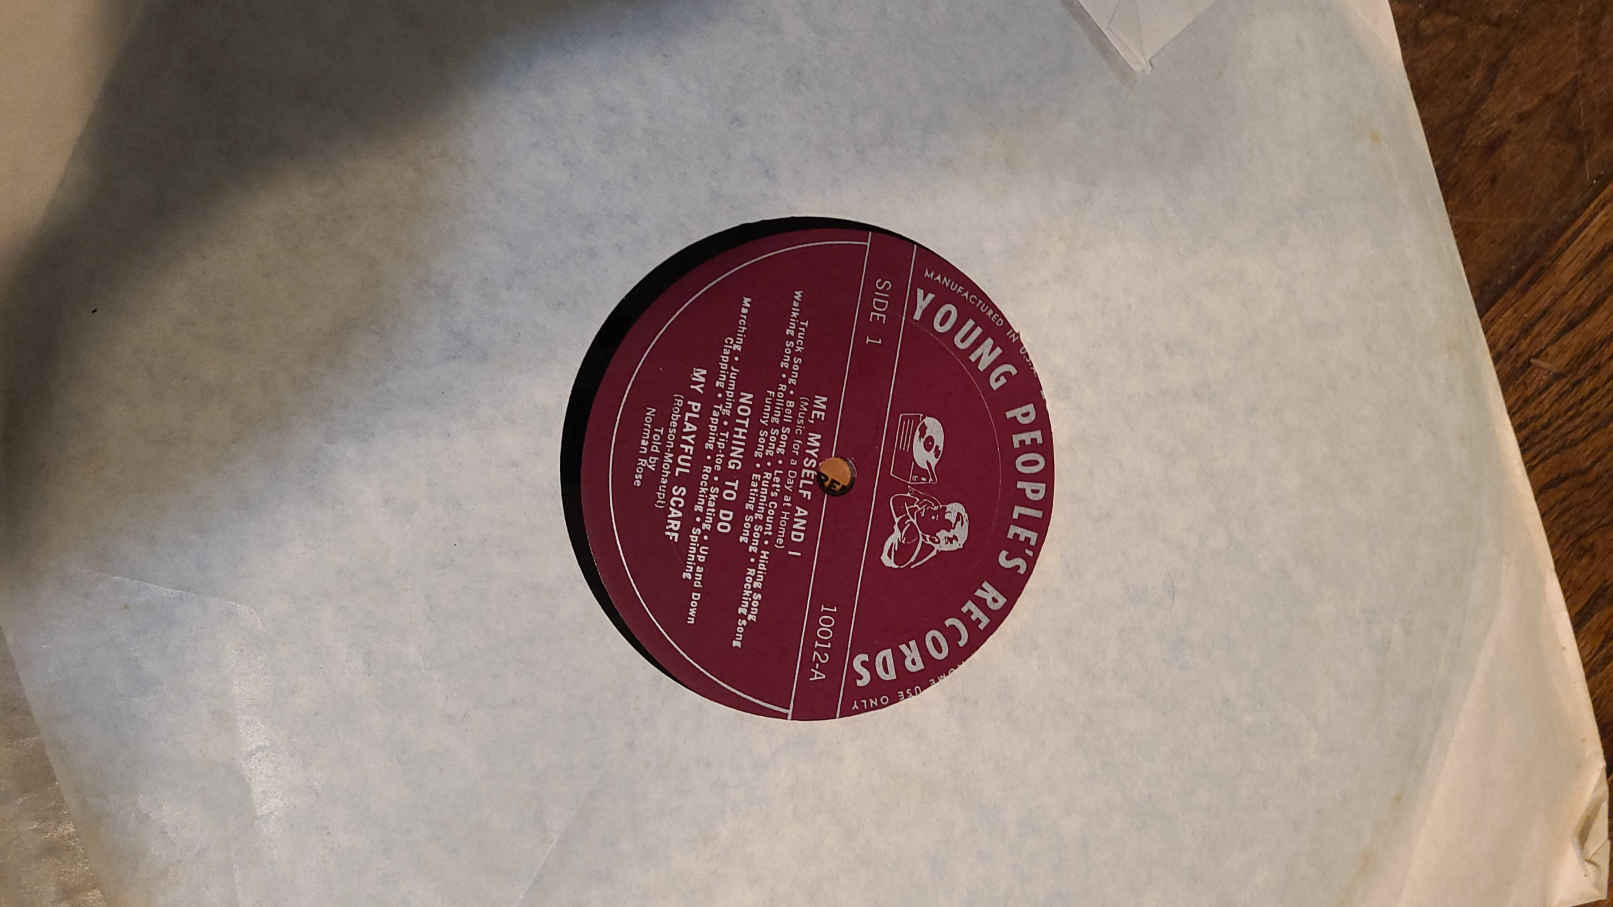 MANUFACTURED IN U.S.
YOUNG PEOPLE'S RECORDS
USE ONLY
SIDE 1
10012-A
ME, MYSELF AND I
(Music for a Day at Home)
Truck Song • Bell Song • Let's Count • Hiding Song
Walking Song • Rolling Song • Running Song • Rocking Song
Funny Song • Eating Song
NOTHING TO DO
Marching • Jumping • Tip-toe • Skating • Up and Down
Clapping • Tapping • Rocking • Spinning
MY PLAYFUL SCARF
(Robeson-Mohaupt)
Told by
Norman Rose